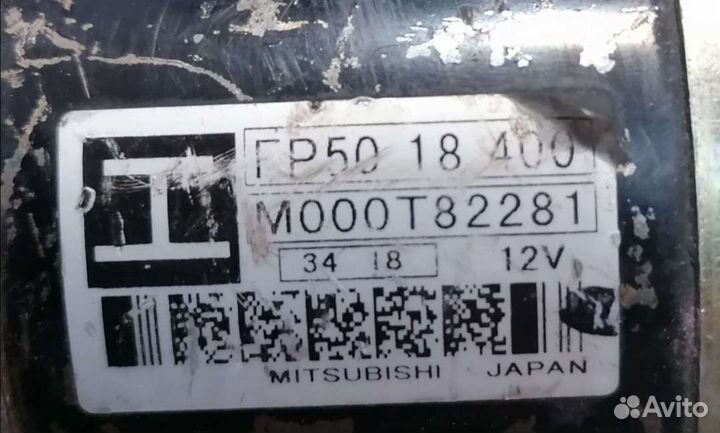 H
FP50 18 400
M000T82281
34 18 12V
MITSUBISHI JAPAN
Avito